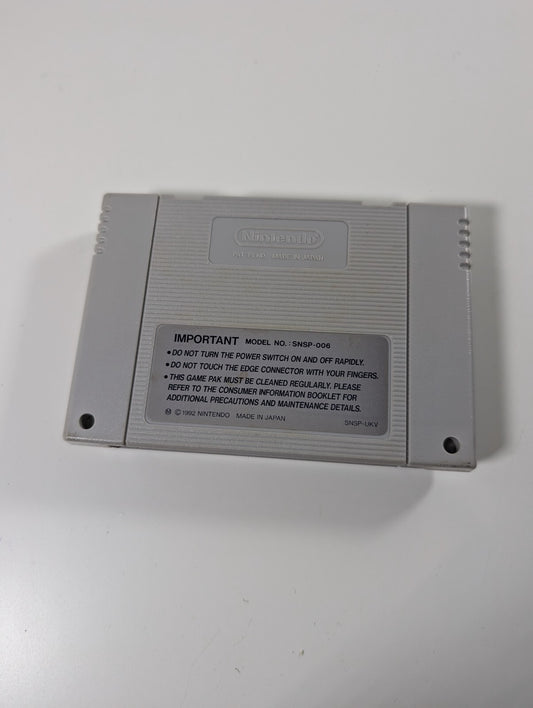 Nintendo
PAT. PEND. MADE IN JAPAN
IMPORTANT MODEL NO.: SNSP-006
• DO NOT TURN THE POWER SWITCH ON AND OFF RAPIDLY.
• DO NOT TOUCH THE EDGE CONNECTOR WITH YOUR FINGERS.
• THIS GAME PAK MUST BE CLEANED REGULARLY. PLEASE
REFER TO THE CONSUMER INFORMATION BOOKLET FOR
ADDITIONAL PRECAUTIONS AND MAINTENANCE DETAILS.
Ⓜ ©1992 NINTENDO MADE IN JAPAN SNSP-UKV